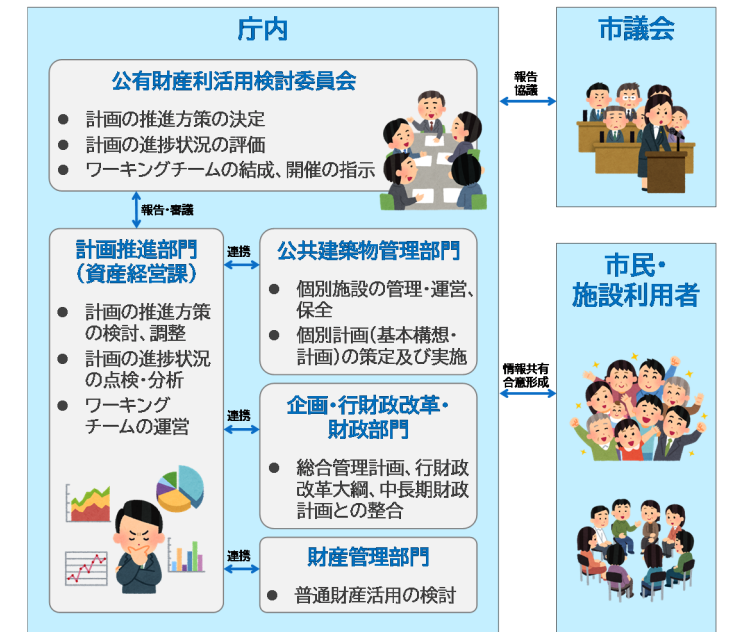 庁内
公有財産利活用検討委員会
● 計画の推進方策の決定
● 計画の進捗状況の評価
● ワーキングチームの結成、開催の指示
報告・審議
計画推進部門
（資産経営課）
● 計画の推進方策
の検討、調整
● 計画の進捗状況
の点検・分析
● ワーキング
チームの運営
連携
公共建築物管理部門
● 個別施設の管理・運営、
保全
● 個別計画（基本構想・
計画）の策定及び実施
連携
企画・行財政改革・
財政部門
● 総合管理計画、行財政
改革大綱、中長期財政
計画との整合
連携
財産管理部門
● 普通財産活用の検討
報告
協議
市議会
情報共有
合意形成
市民・
施設利用者